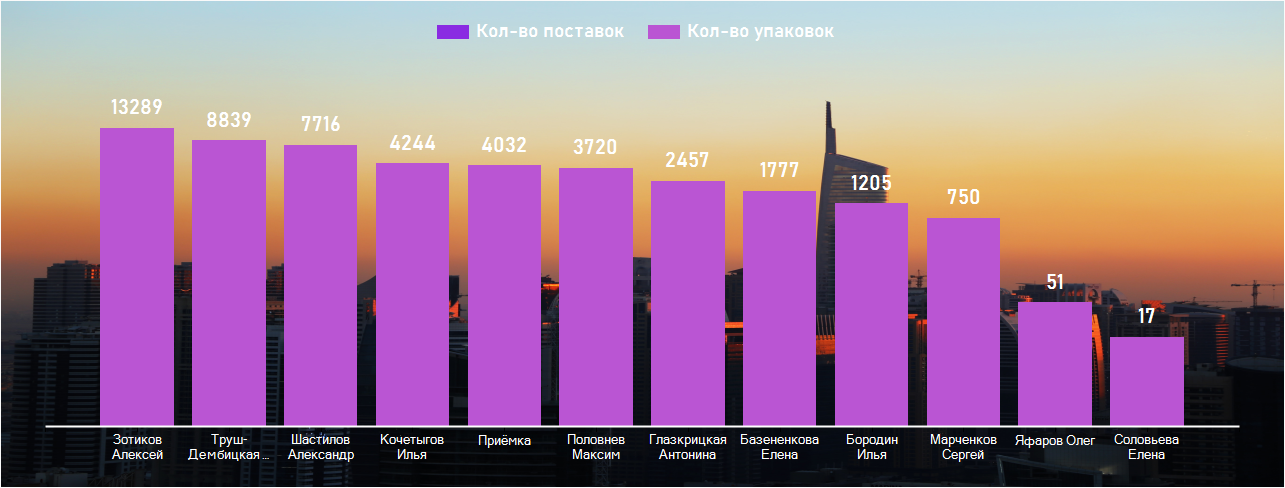 Кол-во поставок Кол-во упаковок
13289
8839
7716
4244
4032
3720
2457
1777
1205
750
51
17
Зотиков
Алексей
Труш-
Дембицкая ...
Шастилов
Александр
Кочетыгов
Илья
Приёмка
Половнев
Максим
Глазкрицкая
Антонина
Базененкова
Елена
Бородин
Илья
Марченков
Сергей
Яфаров Олег
Соловьева
Елена